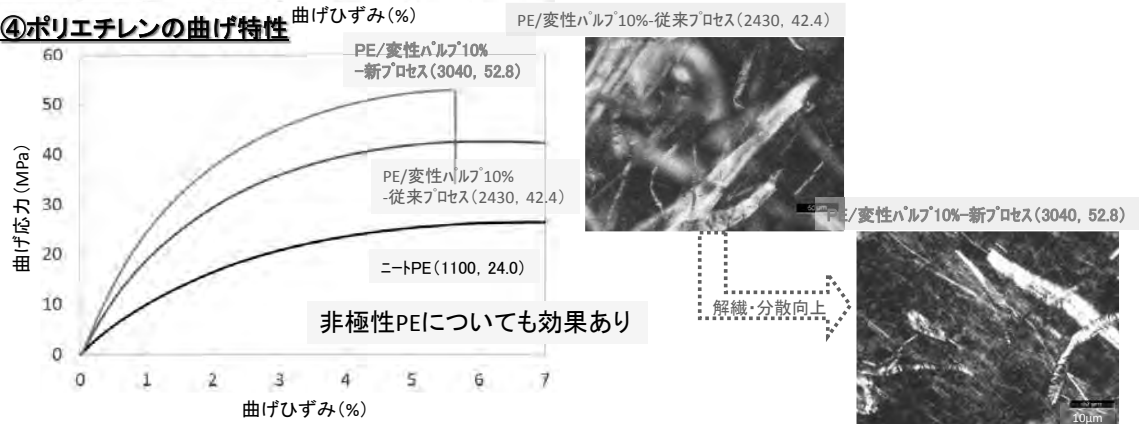 曲げひずみ(%)
④ポリエチレンの曲げ特性
PE/変性パルプ10%-従来プロセス(2430, 42.4)
PE/変性パルプ10%
-新プロセス(3040, 52.8)
60
50
40
30
20
10
0
曲げ応力(MPa)
PE/変性パルプ10%
-従来プロセス(2430, 42.4)
ニートPE(1100, 24.0)
非極性PEについても効果あり
0 1 2 3 4 5 6 7
曲げひずみ(%)
PE/変性パルプ10%-新プロセス(3040, 52.8)
解繊・分散向上
10μm